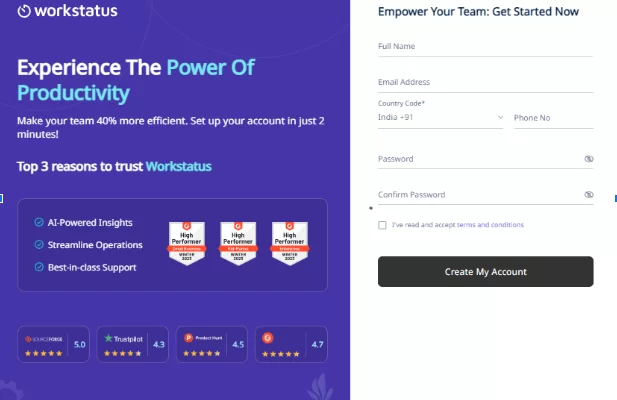 workstatus
Experience The Power Of
Productivity
Make your team 40% more efficient. Set up your account in just 2
minutes!
Top 3 reasons to trust Workstatus
AI-Powered Insights
Streamline Operations
Best-in-class Support
High
Performer
Small Business
WINTER
High
Performer
Mid-Market
WINTER
High
Performer
Enterprise
WINTER
SOURCEFORGE
5.0
Trustpilot
4.3
Product Hunt
4.5
4.7
Empower Your Team: Get Started Now
Full Name
Email Address
Country Code*
India +91
Phone No
Password
Confirm Password
*
I've read and accept terms and conditions
Create My Account